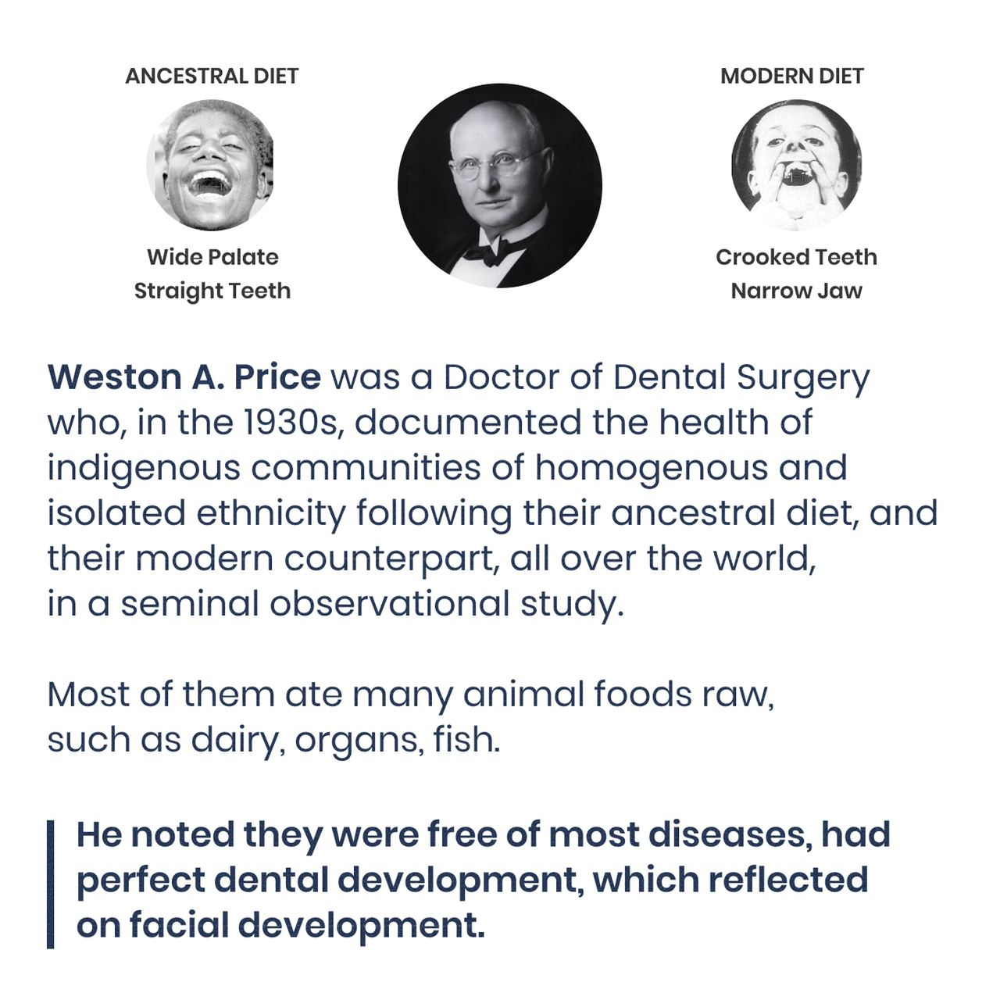 ANCESTRAL DIET
MODERN DIET
Wide Palate
Straight Teeth
Crooked Teeth
Narrow Jaw
Weston A. Price was a Doctor of Dental Surgery
who, in the 1930s, documented the health of
indigenous communities of homogenous and
isolated ethnicity following their ancestral diet, and
their modern counterpart, all over the world,
in a seminal observational study.
Most of them ate many animal foods raw,
such as dairy, organs, fish.
He noted they were free of most diseases, had
perfect dental development, which reflected
on facial development.